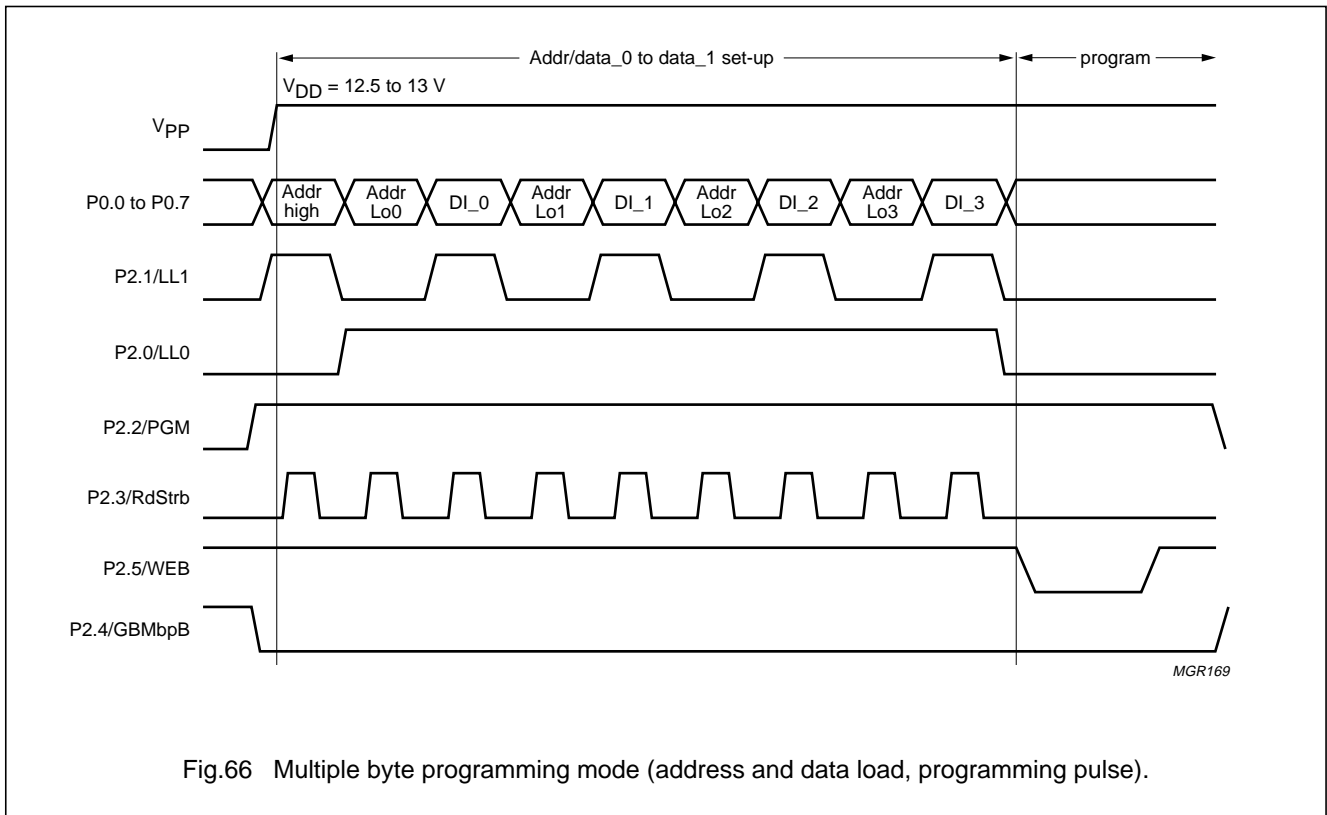 Addr/data_0 to data_1 set-up
program
VDD = 12.5 to 13 V
VPP
P0.0 to P0.7
Addr high
Addr Lo0
DI_0
Addr Lo1
DI_1
Addr Lo2
DI_2
Addr Lo3
DI_3
P2.1/LL1
P2.0/LL0
P2.2/PGM
P2.3/RdStrb
P2.5/WEB
P2.4/GBMbpB
MGR169
Fig.66 Multiple byte programming mode (address and data load, programming pulse).